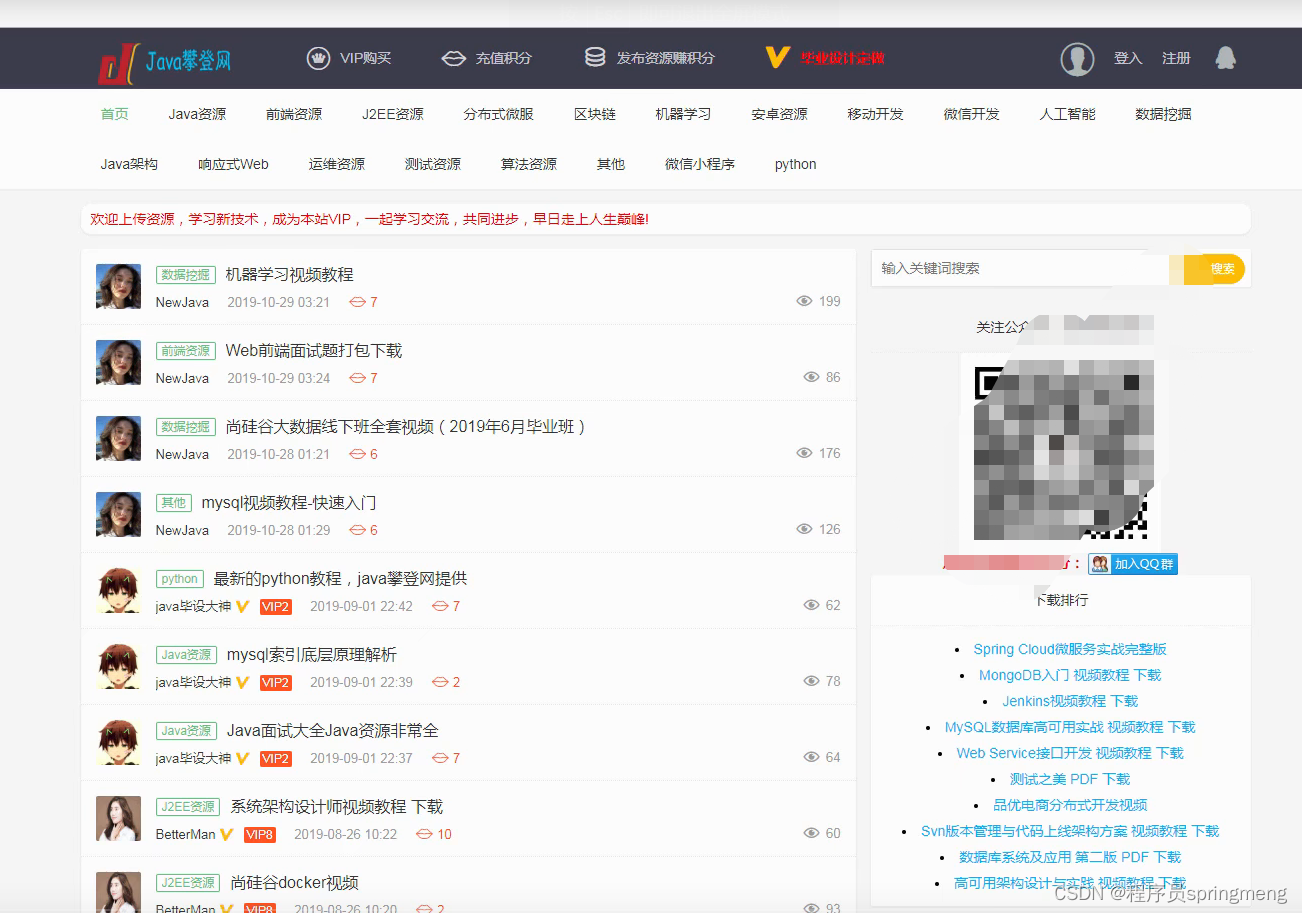 Java攀登网 VIP购买 充值积分 发布资源赚积分 毕业设计定做 登入 注册
首页 Java资源 前端资源 J2EE资源 分布式微服 区块链 机器学习 安卓资源 移动开发 微信开发 人工智能 数据挖掘
Java架构 响应式Web 运维资源 测试资源 算法资源 其他 微信小程序 python
欢迎上传资源，学习新技术，成为本站VIP，一起学习交流，共同进步，早日走上人生巅峰!
数据挖掘 机器学习视频教程
NewJava 2019-10-29 03:21 7 199
前端资源 Web前端面试题打包下载
NewJava 2019-10-29 03:24 7 86
数据挖掘 尚硅谷大数据线下班全套视频（2019年6月毕业班）
NewJava 2019-10-28 01:21 6 176
其他 mysql视频教程-快速入门
NewJava 2019-10-28 01:29 6 126
python 最新的python教程，java攀登网提供
java毕设大神 VIP2 2019-09-01 22:42 7 62
Java资源 mysql索引底层原理解析
java毕设大神 VIP2 2019-09-01 22:39 2 78
Java资源 Java面试大全Java资源非常全
java毕设大神 VIP2 2019-09-01 22:37 7 64
J2EE资源 系统架构设计师视频教程 下载
BetterMan VIP8 2019-08-26 10:22 10 60
J2EE资源 尚硅谷docker视频
BetterMan VIP8 2019-08-26 10:20 2 93
输入关键词搜索 搜索
关注公众
： 加入QQ群
下载排行
Spring Cloud微服务实战完整版
MongoDB入门 视频教程 下载
Jenkins视频教程 下载
MySQL数据库高可用实战 视频教程 下载
Web Service接口开发 视频教程 下载
测试之美 PDF 下载
品优电商分布式开发视频
Svn版本管理与代码上线架构方案 视频教程 下载
数据库系统及应用 第二版 PDF 下载
高可用架构设计与实践 视频教程 下载
CSDN @程序员springmeng